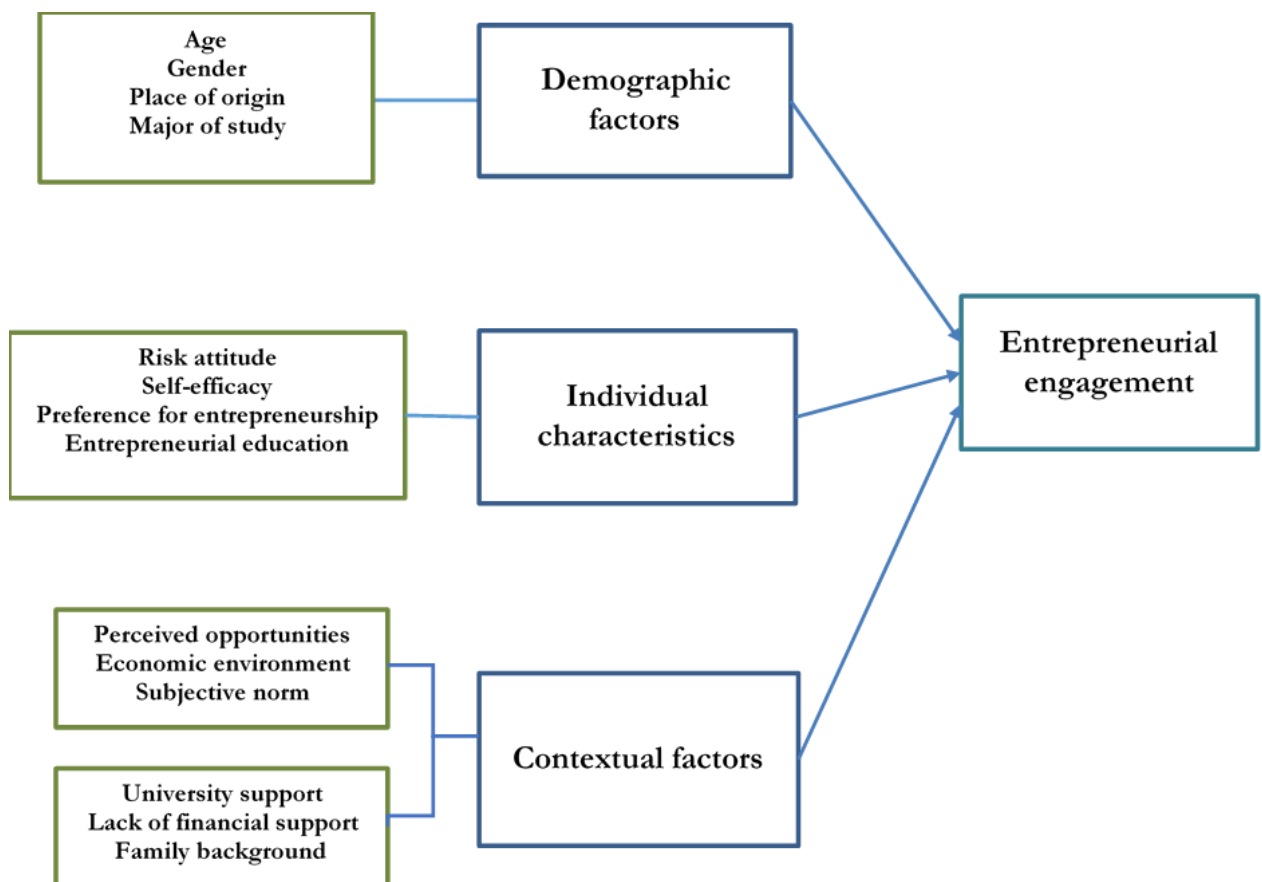 Age
Gender
Place of origin
Major of study
Demographic
factors
Risk attitude
Self-efficacy
Preference for entrepreneurship
Entrepreneurial education
Individual
characteristics
Entrepreneurial
engagement
Perceived opportunities
Economic environment
Subjective norm
Contextual factors
University support
Lack of financial support
Family background